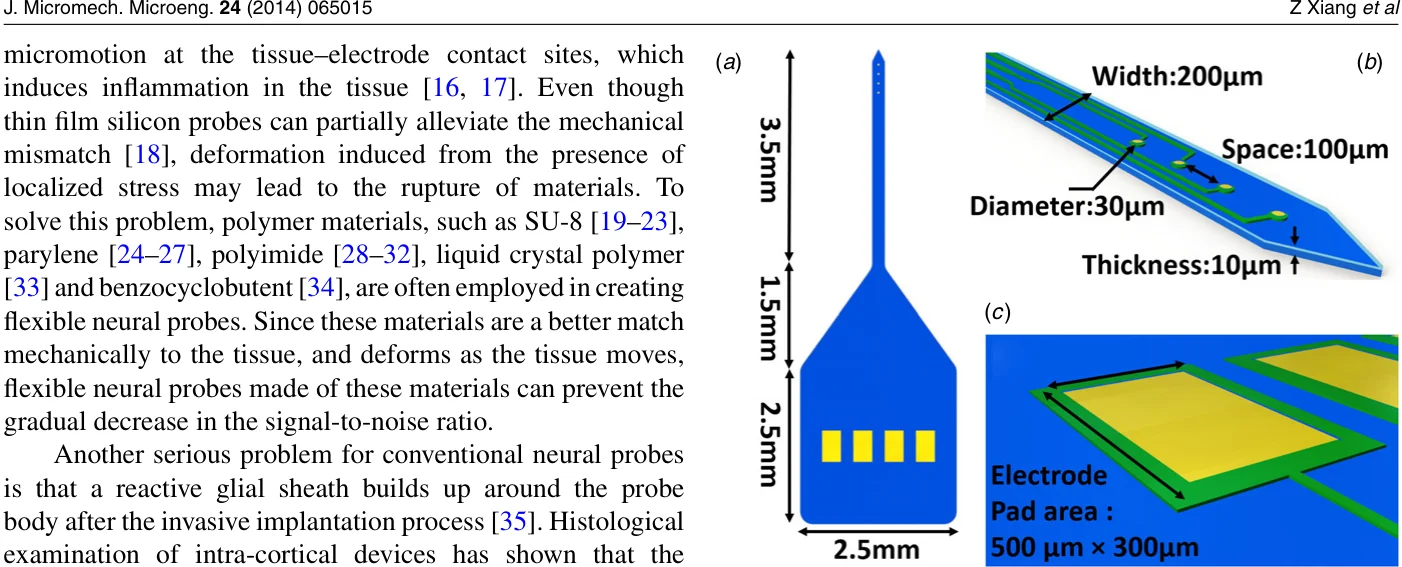 J. Micromech. Microeng. 24 (2014) 065015
Z Xiang et al
micromotion at the tissue–electrode contact sites, which
induces inflammation in the tissue [16, 17]. Even though
thin film silicon probes can partially alleviate the mechanical
mismatch [18], deformation induced from the presence of
localized stress may lead to the rupture of materials. To
solve this problem, polymer materials, such as SU-8 [19–23],
parylene [24–27], polyimide [28–32], liquid crystal polymer
[33] and benzocyclobutent [34], are often employed in creating
flexible neural probes. Since these materials are a better match
mechanically to the tissue, and deforms as the tissue moves,
flexible neural probes made of these materials can prevent the
gradual decrease in the signal-to-noise ratio.
Another serious problem for conventional neural probes
is that a reactive glial sheath builds up around the probe
body after the invasive implantation process [35]. Histological
examination of intra-cortical devices has shown that the
(a)
3.5mm
1.5mm
2.5mm
2.5mm
(b)
Width:200μm
Space:100μm
Diameter:30μm
Thickness:10μm
(c)
Electrode
Pad area :
500 μm × 300μm